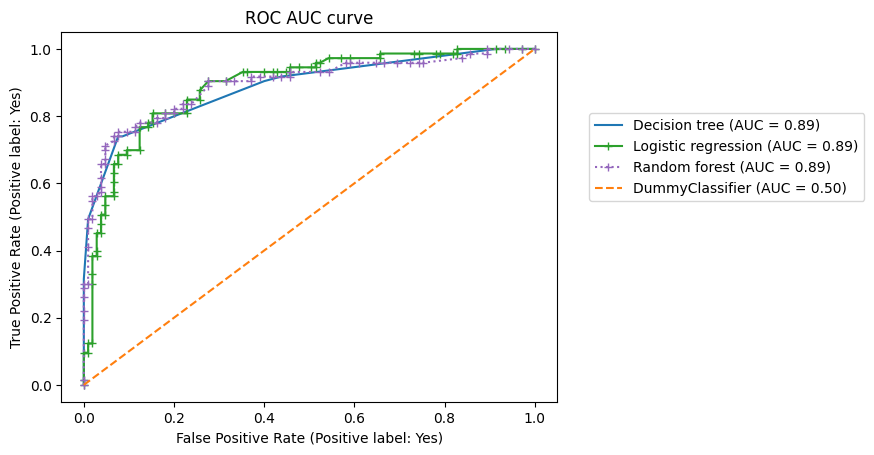 ROC AUC curve
1.0
0.8
0.6
0.4
0.2
0.0
True Positive Rate (Positive label: Yes)
0.0 0.2 0.4 0.6 0.8 1.0
False Positive Rate (Positive label: Yes)
Decision tree (AUC = 0.89)
Logistic regression (AUC = 0.89)
Random forest (AUC = 0.89)
DummyClassifier (AUC = 0.50)